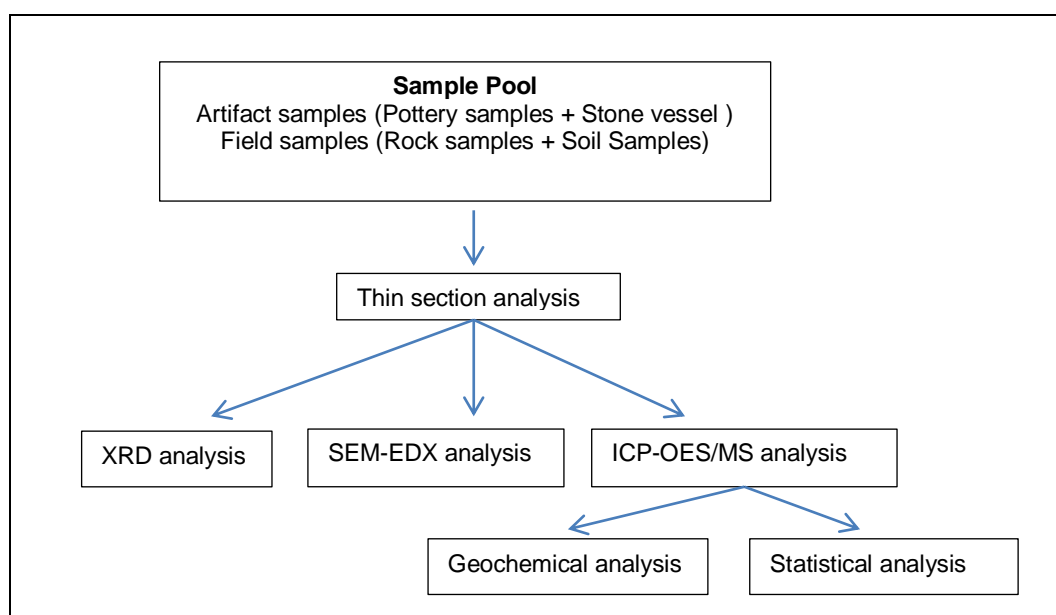 Sample Pool
Artifact samples (Pottery samples + Stone vessel )
Field samples (Rock samples + Soil Samples)
Thin section analysis
XRD analysis
SEM-EDX analysis
ICP-OES/MS analysis
Geochemical analysis
Statistical analysis